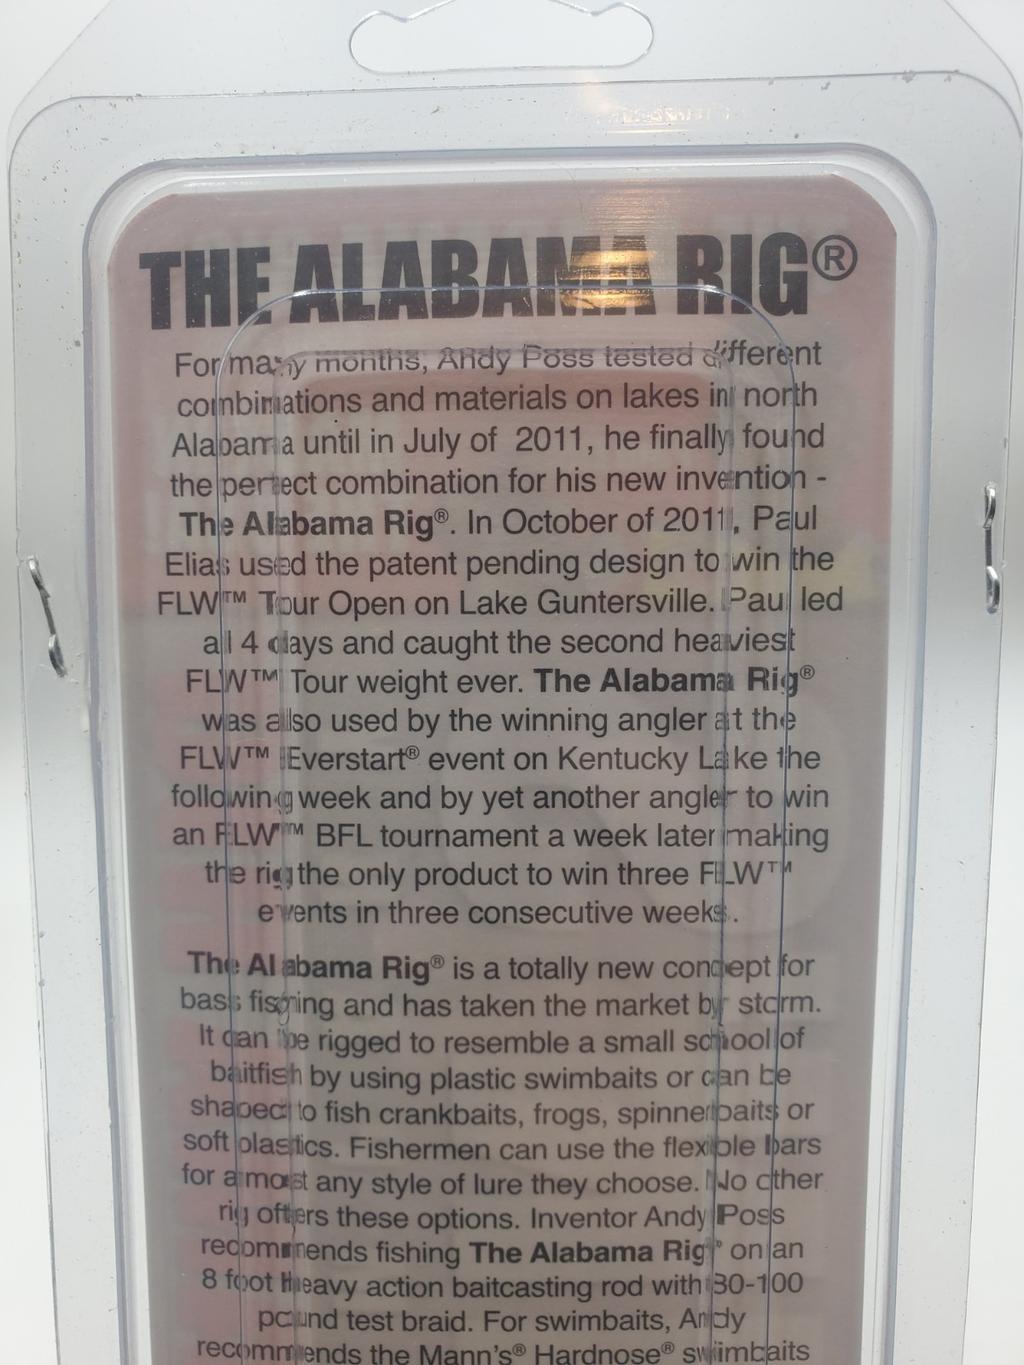 THE ALABAMA RIG®
For many months, Andy Poss tested different
combinations and materials on lakes in north
Alabama until in July of 2011, he finally found
the perfect combination for his new invention -
The Alabama Rig®. In October of 2011, Paul
Elias used the patent pending design to win the
FLW™ Tour Open on Lake Guntersville. Paul led
all 4 days and caught the second heaviest
FLW™ Tour weight ever. The Alabama Rig®
was also used by the winning angler at the
FLW™ Everstart® event on Kentucky Lake the
following week and by yet another angler to win
an FLW™ BFL tournament a week later making
the rig the only product to win three FLW™
events in three consecutive weeks.
The Alabama Rig® is a totally new concept for
bass fishing and has taken the market by storm.
It can be rigged to resemble a small school of
baitfish by using plastic swimbaits or can be
shaped to fish crankbaits, frogs, spinnerbaits or
soft plastics. Fishermen can use the flexible bars
for almost any style of lure they choose. No other
rig offers these options. Inventor Andy Poss
recommends fishing The Alabama Rig® on an
8 foot heavy action baitcasting rod with 80-100
pound test braid. For swimbaits, Andy
recommends the Mann's® Hardnose® swimbaits